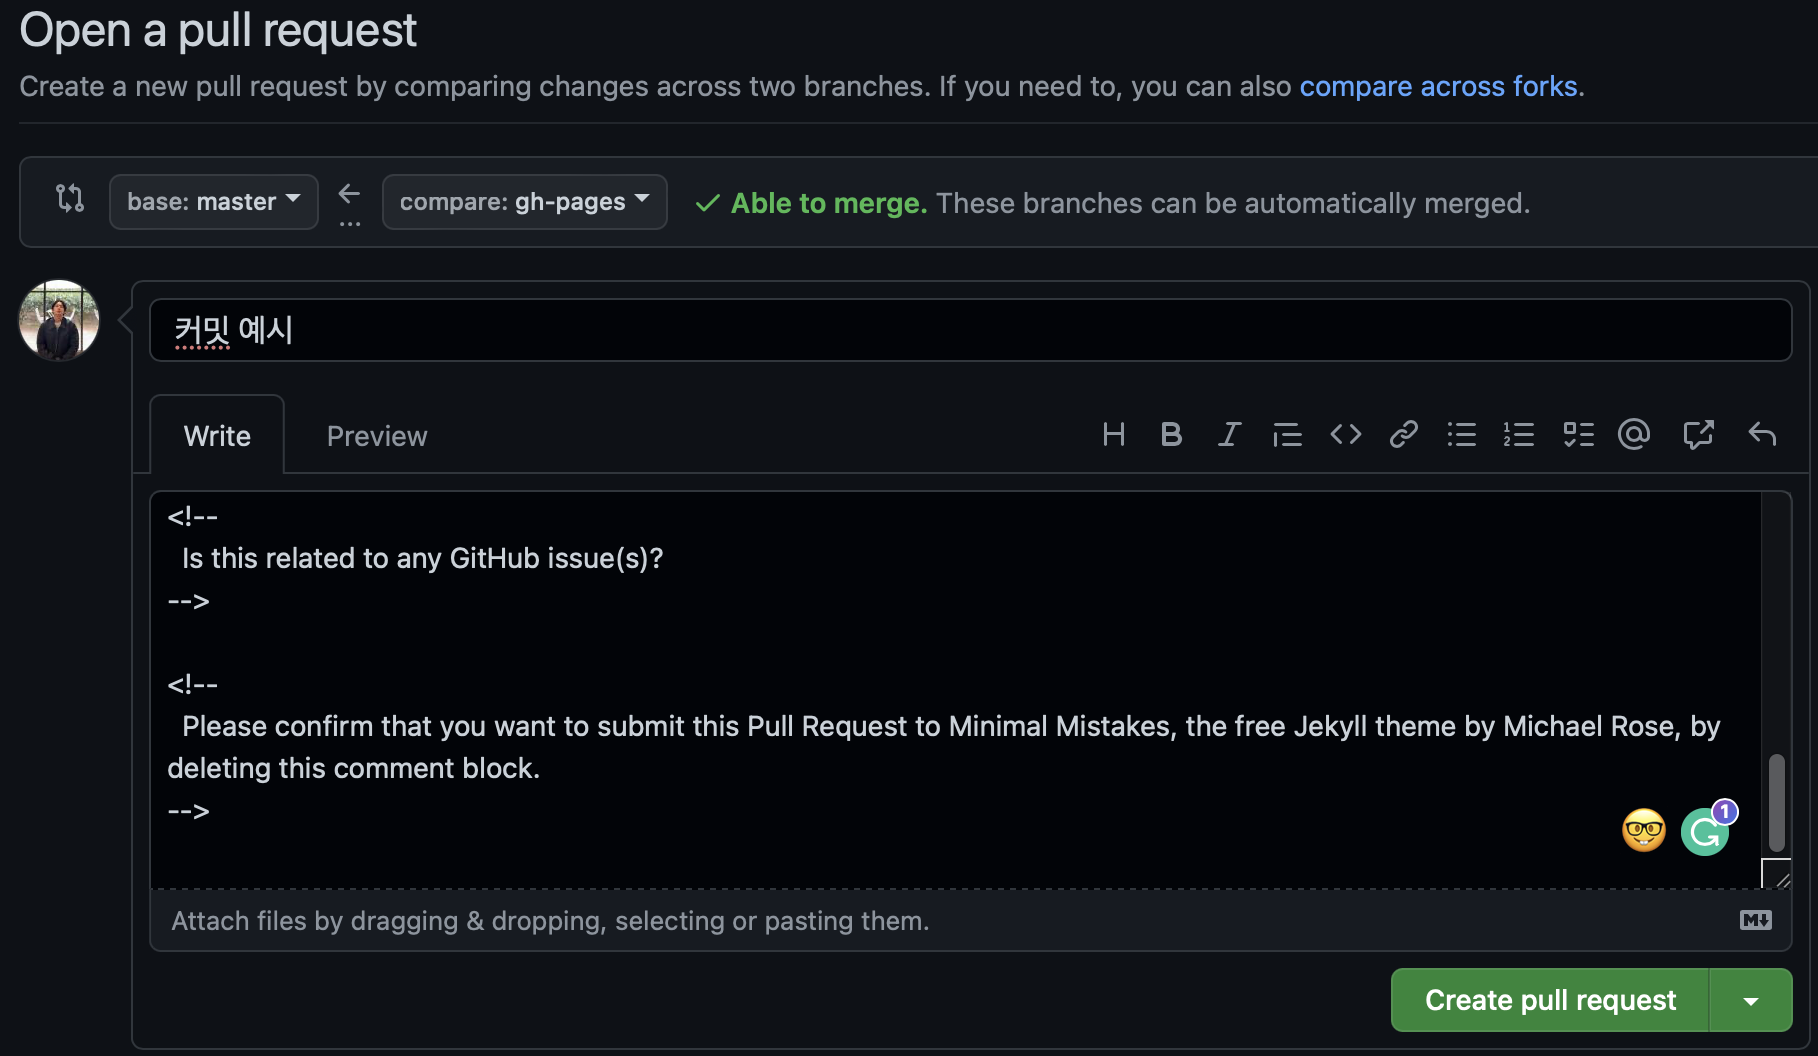 Open a pull request
Create a new pull request by comparing changes across two branches. If you need to, you can also compare across forks.
base: master
compare: gh-pages
Able to merge. These branches can be automatically merged.
커밋 예시
Write
Preview
<!--
Is this related to any GitHub issue(s)?
-->
<!--
Please confirm that you want to submit this Pull Request to Minimal Mistakes, the free Jekyll theme by Michael Rose, by
deleting this comment block.
-->
1
Attach files by dragging & dropping, selecting or pasting them.
Create pull request